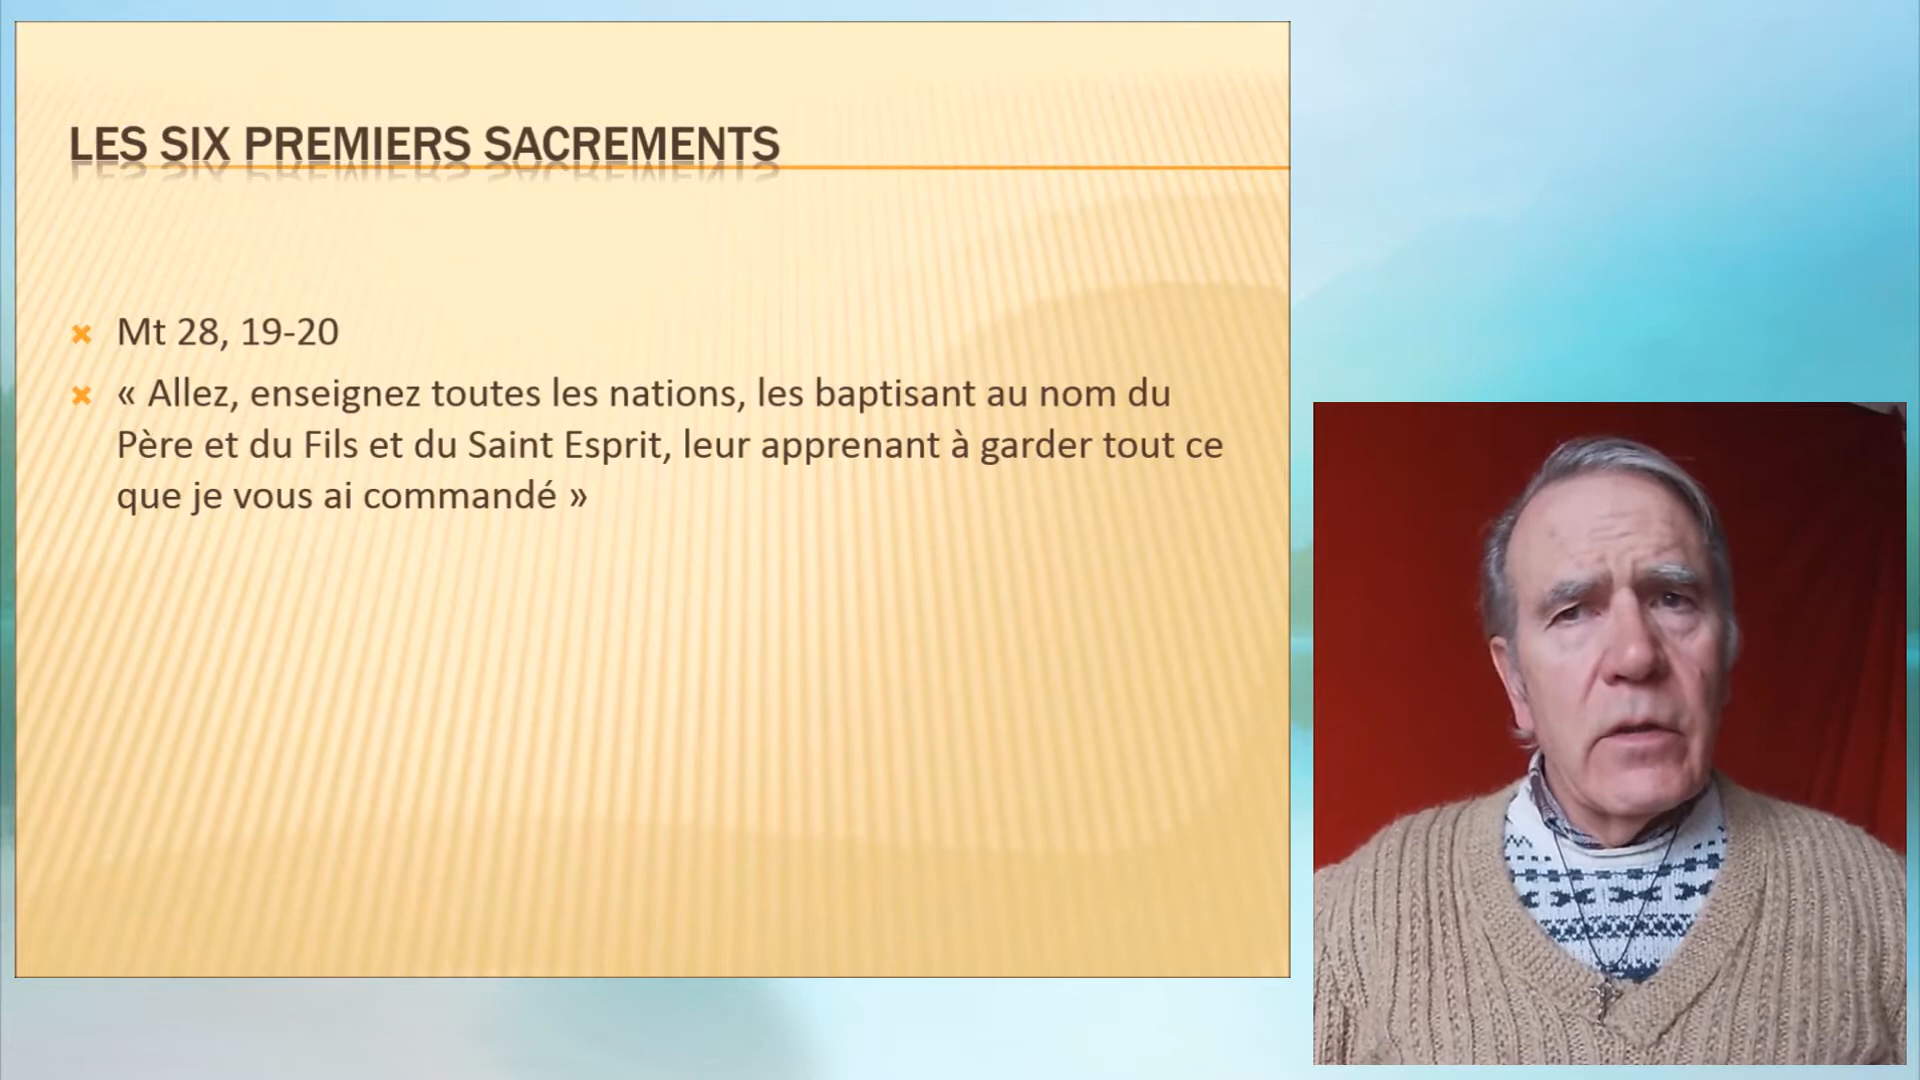 LES SIX PREMIERS SACREMENTS
Mt 28, 19-20
« Allez, enseignez toutes les nations, les baptisant au nom du
Père et du Fils et du Saint Esprit, leur apprenant à garder tout ce
que je vous ai commandé »